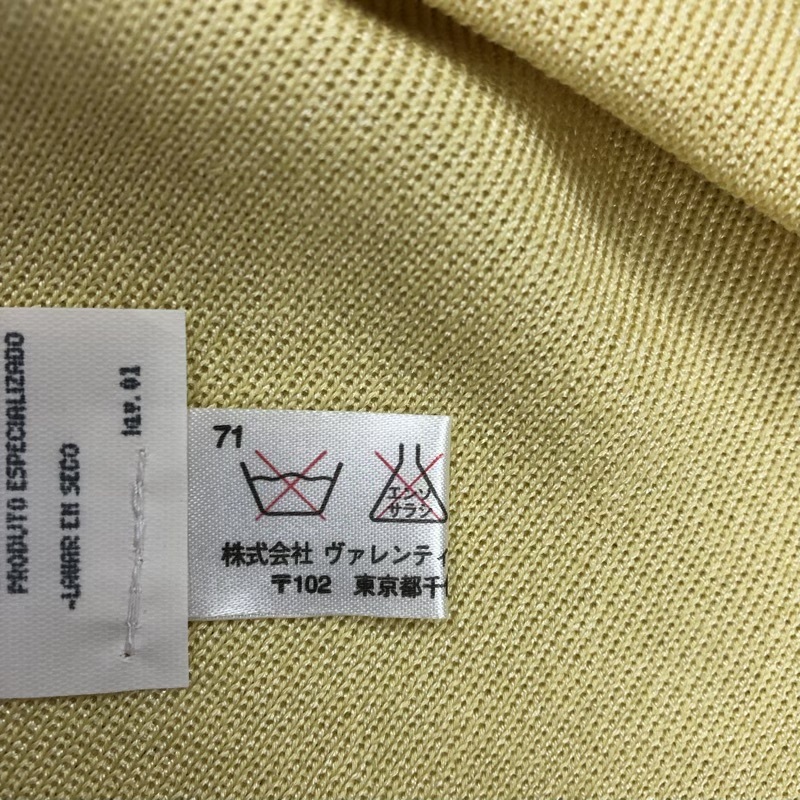 PRODUTO ESPECIALIZADO
-LAVAR EM SECO
71
エンソ
サラシ
株式会社 ヴァレンティ
〒102 東京都千